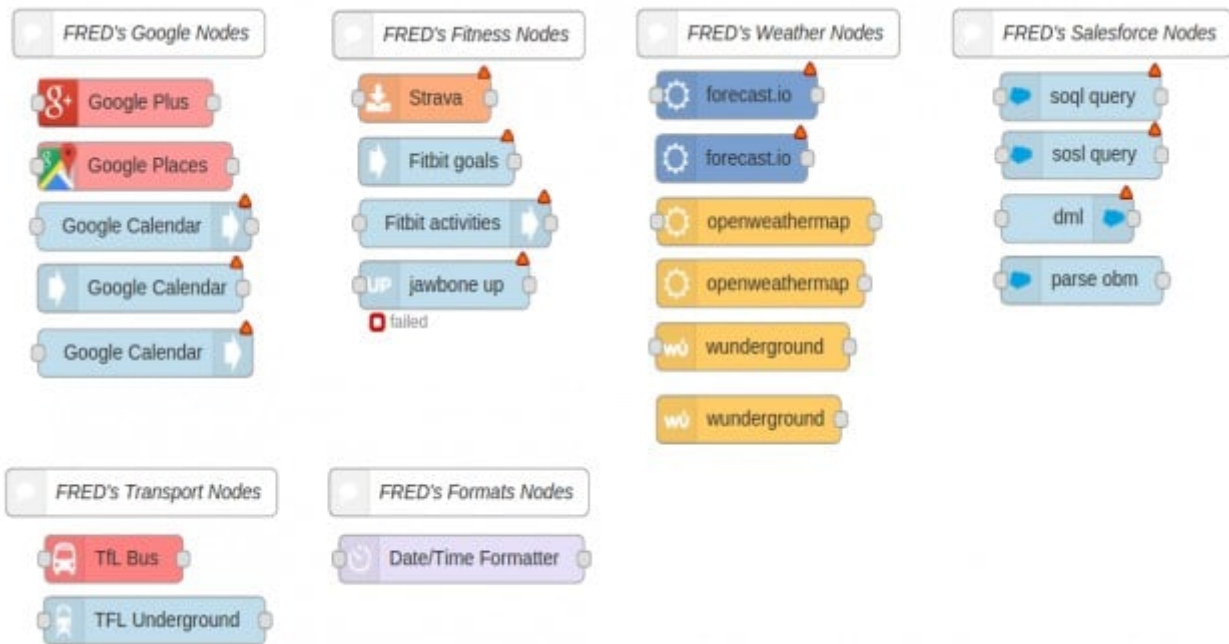 FRED's Google Nodes
Google Plus
Google Places
Google Calendar
Google Calendar
Google Calendar
FRED's Fitness Nodes
Strava
Fitbit goals
Fitbit activities
UP jawbone up
failed
FRED's Weather Nodes
forecast.io
forecast.io
openweathermap
openweathermap
wu wunderground
wu wunderground
FRED's Salesforce Nodes
soql query
sosl query
dml
parse obm
FRED's Transport Nodes
TfL Bus
TFL Underground
FRED's Formats Nodes
Date/Time Formatter